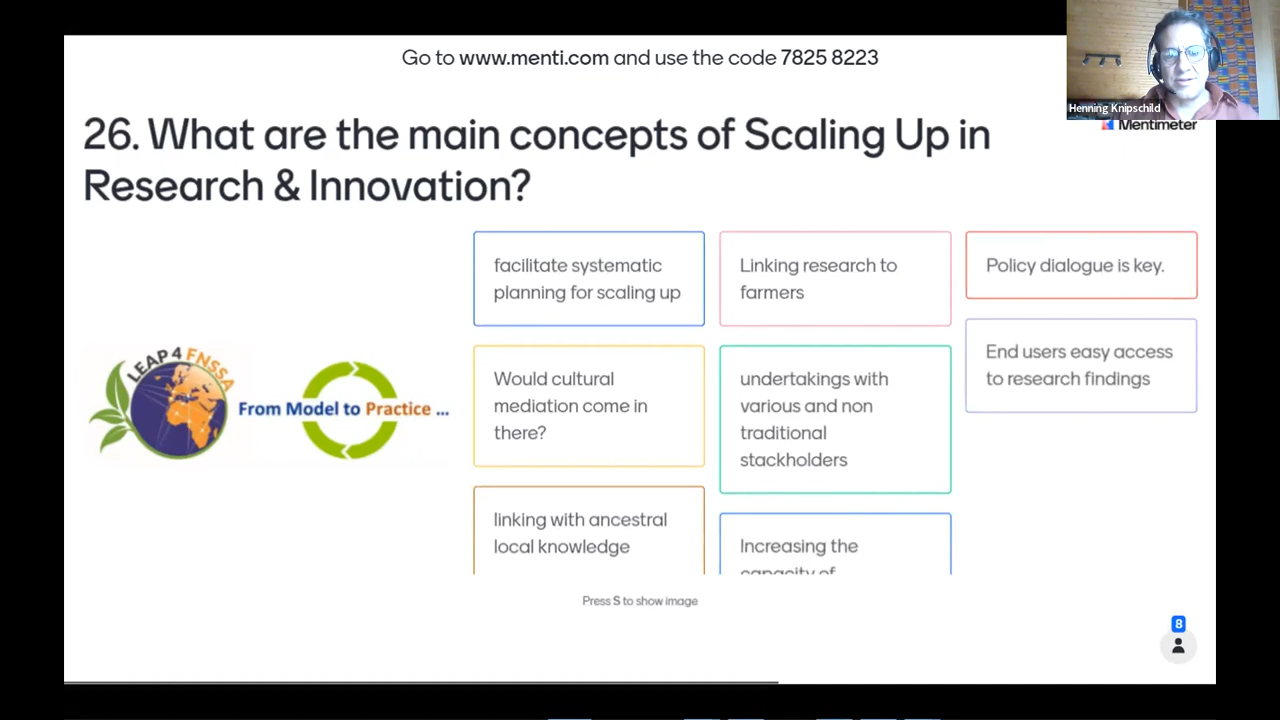 Go to www.menti.com and use the code 7825 8223
Henning Knipschild
Mentimeter
26. What are the main concepts of Scaling Up in
Research & Innovation?
LEAP4 FNSSA
From Model to Practice ...
facilitate systematic
planning for scaling up
Would cultural
mediation come in
there?
linking with ancestral
local knowledge
Linking research to
farmers
undertakings with
various and non
traditional
stackholders
Increasing the
capacity of
Policy dialogue is key.
End users easy access
to research findings
Press S to show image
8